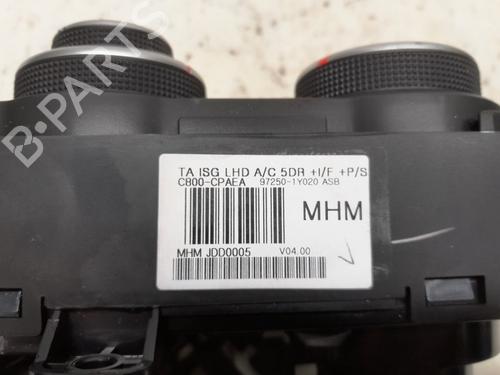 B-PARTS
TA ISG LHD A/C 5DR +I/F +P/S
C800-CPAEA 97250-1Y020 ASB
MHM
MHM JDD0005 V04.00